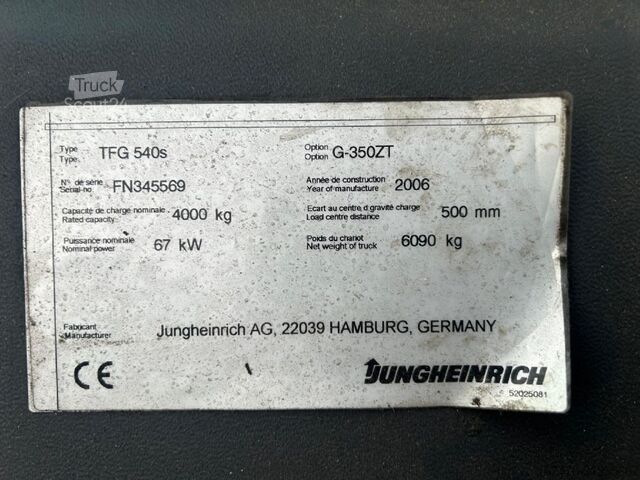 Truck
Scout24
Type TFG 540s Option G-350ZT
Type. Option
N° de série FN345569 Année de construction 2006
Serial-no. Year of manufacture
Capacité de charge nominale 4000 kg Ecart au centre d gravité charge 500 mm
Rated capacity Load centre distance
Puissance nominale 67 kW Poids du chariot 6090 kg
Nominal power Net weight of truck
Fabricant Jungheinrich AG, 22039 HAMBURG, GERMANY
Manufacturer
CE JUNGHEINRICH
52025081